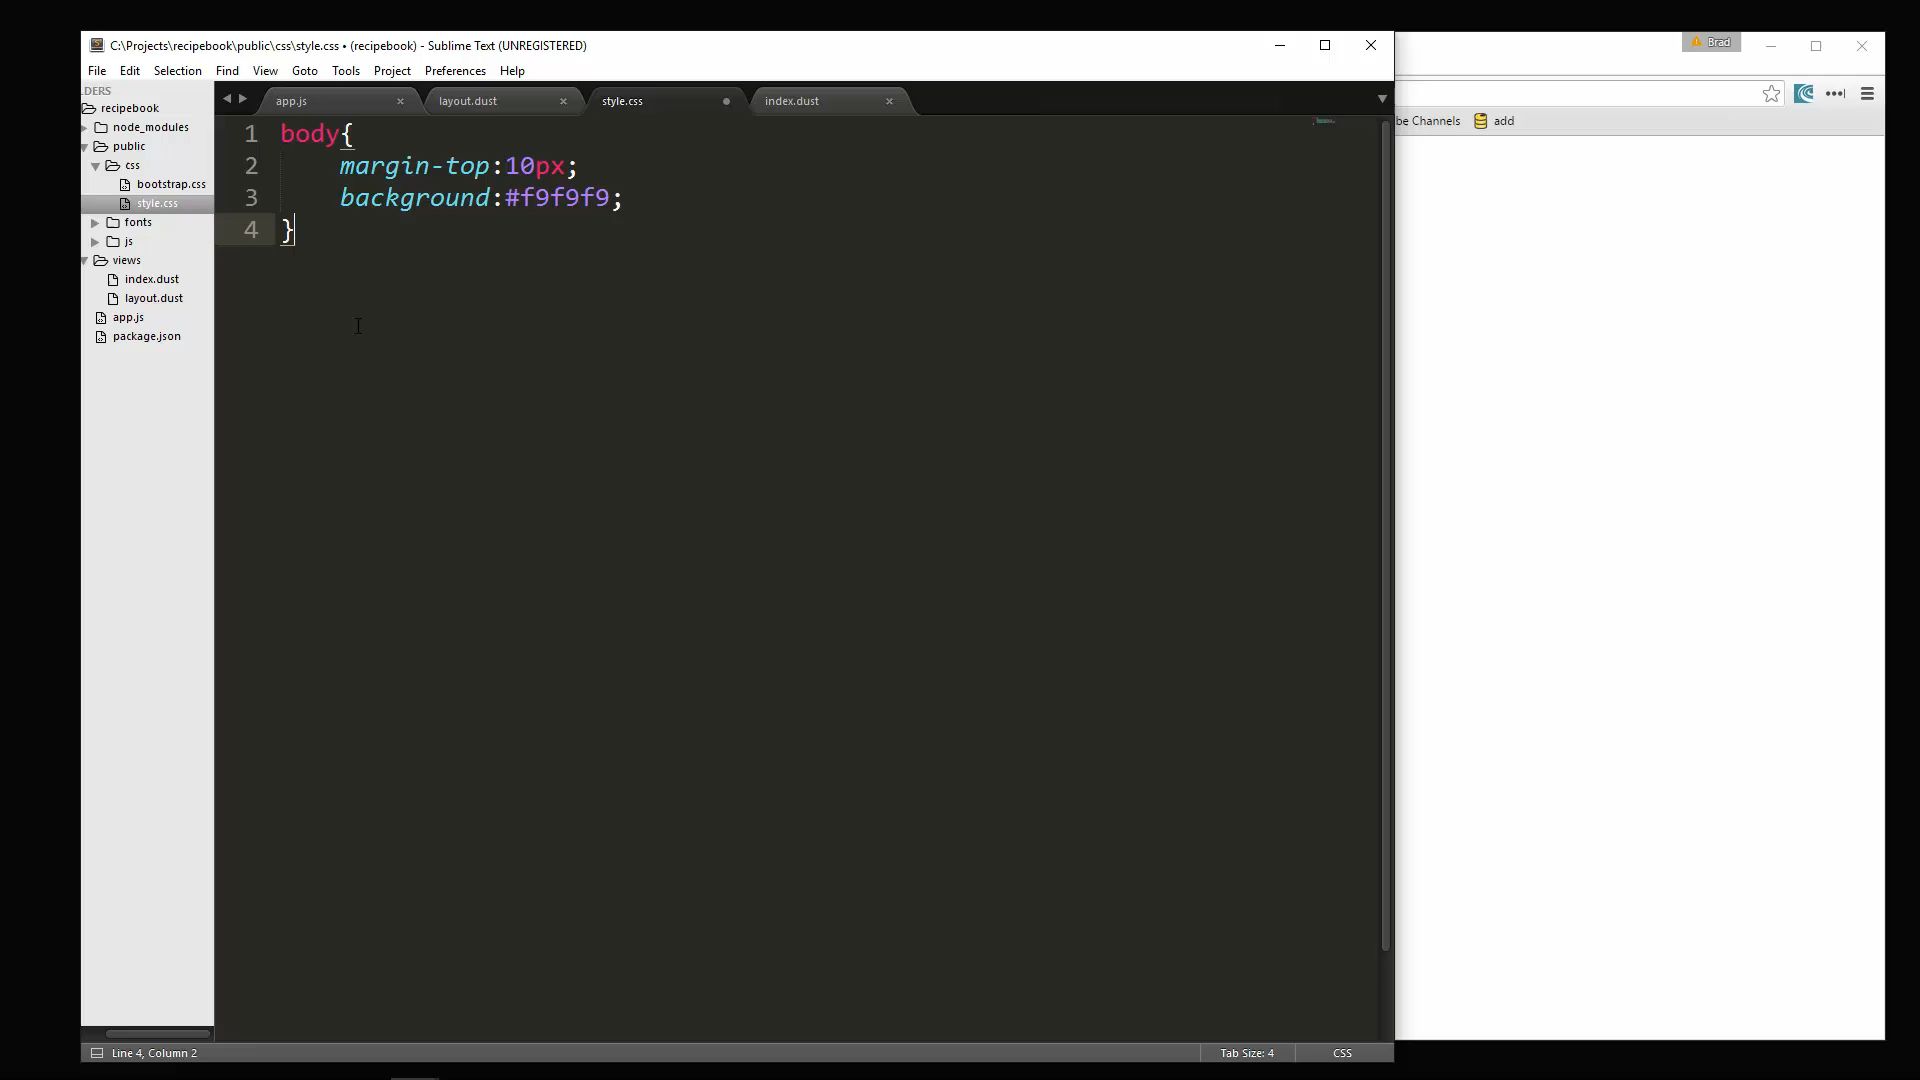 C:\Projects\recipebook\public\css\style.css • (recipebook) - Sublime Text (UNREGISTERED)
Brad
File Edit Selection Find View Goto Tools Project Preferences Help
DERS
recipebook
node_modules
public
css
bootstrap.css
style.css
fonts
js
views
index.dust
layout.dust
app.js
package.json
app.js layout.dust style.css index.dust
be Channels add
1 body{
2 margin-top:10px;
3 background:#f9f9f9;
4 }
Line 4, Column 2 Tab Size: 4 CSS